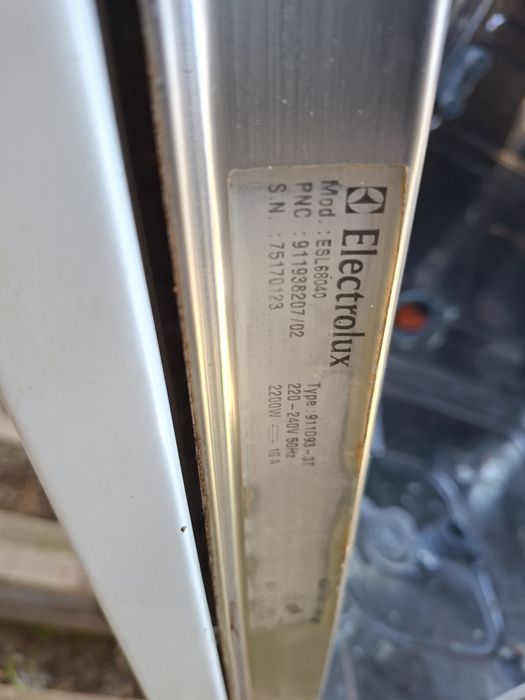 Electrolux
Mod. : ESL68040
PNC : 911938207/02
S.N. : 75170123
Type : 911D93-3T
220-240V 50Hz
2200W 10A